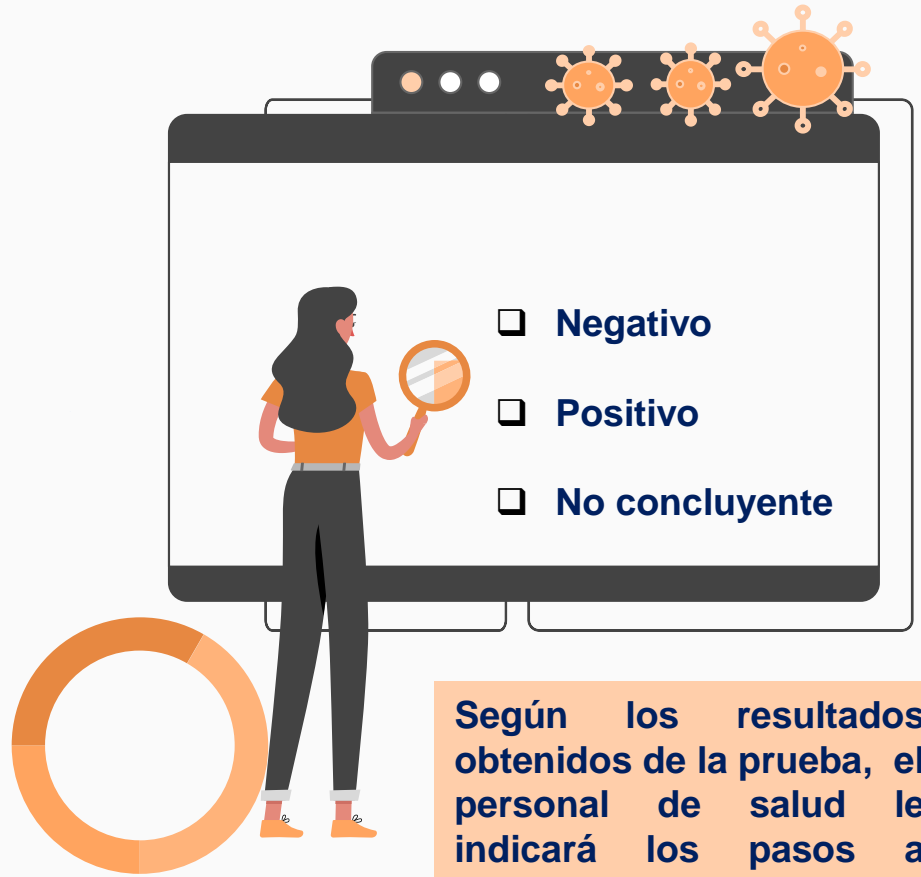 Negativo
Positivo
No concluyente
Según los resultados
obtenidos de la prueba, el
personal de salud le
indicará los pasos a